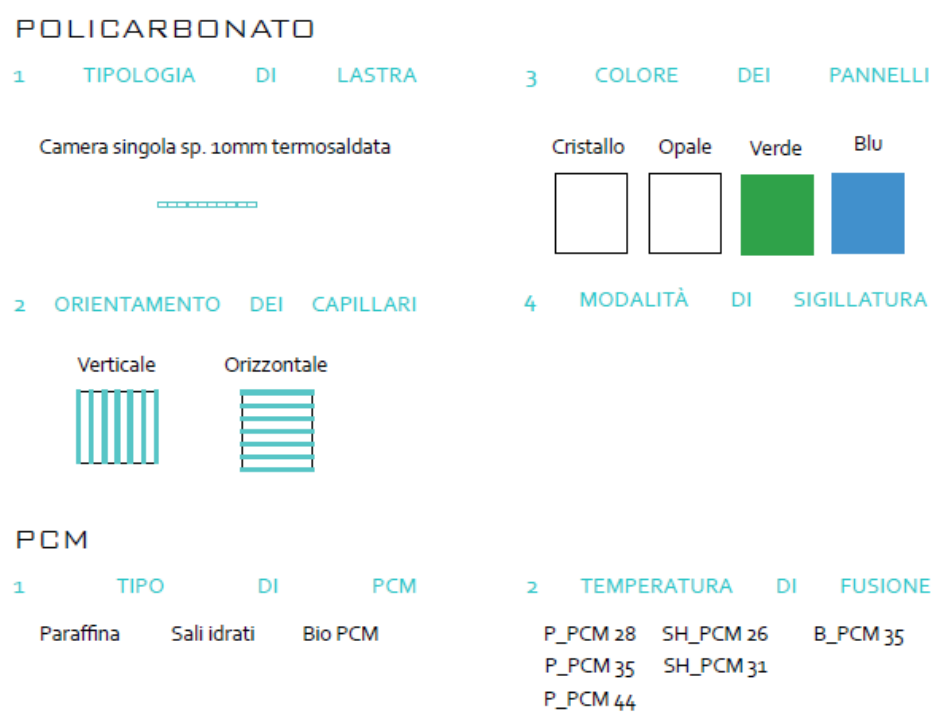 POLICARBONATO
1 TIPOLOGIA DI LASTRA
Camera singola sp. 10mm termosaldata
2 ORIENTAMENTO DEI CAPILLARI
Verticale Orizzontale
3 COLORE DEI PANNELLI
Cristallo Opale Verde Blu
4 MODALITÀ DI SIGILLATURA
PCM
1 TIPO DI PCM
Paraffina Sali idrati Bio PCM
2 TEMPERATURA DI FUSIONE
P_PCM 28 SH_PCM 26 B_PCM 35
P_PCM 35 SH_PCM 31
P_PCM 44